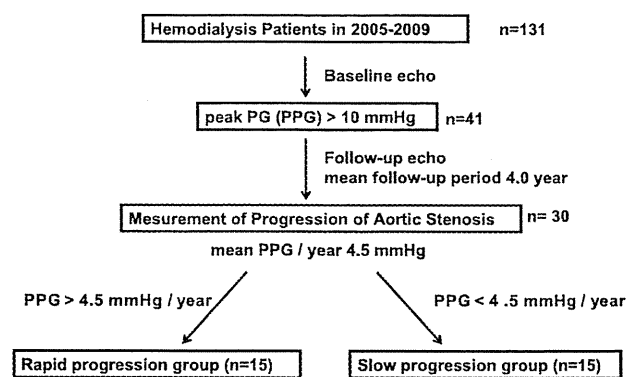 Hemodialysis Patients in 2005-2009 n=131
Baseline echo
peak PG (PPG) > 10 mmHg n=41
Follow-up echo
mean follow-up period 4.0 year
Mesurement of Progression of Aortic Stenosis n= 30
mean PPG / year 4.5 mmHg
PPG > 4.5 mmHg / year
PPG < 4 .5 mmHg / year
Rapid progression group (n=15)
Slow progression group (n=15)